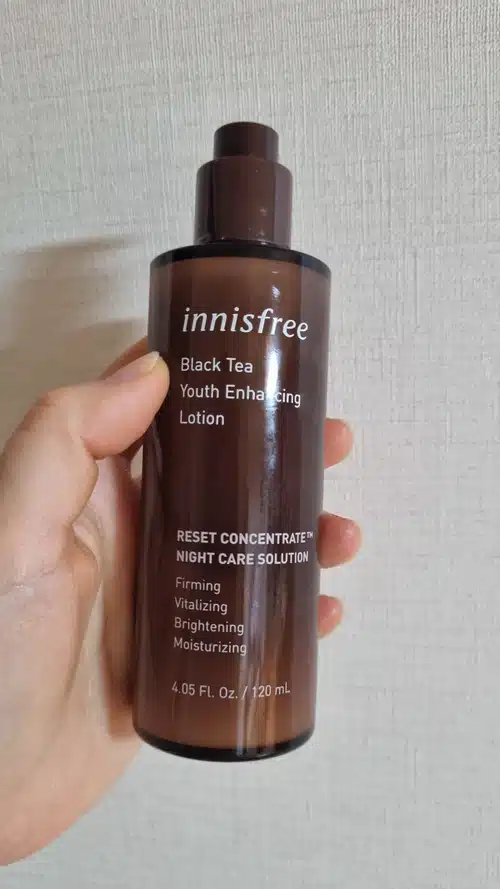 innisfree
Black Tea
Youth Enhancing
Lotion
RESET CONCENTRATE™
NIGHT CARE SOLUTION
Firming
Vitalizing
Brightening
Moisturizing
4.05 Fl. Oz. / 120 mL